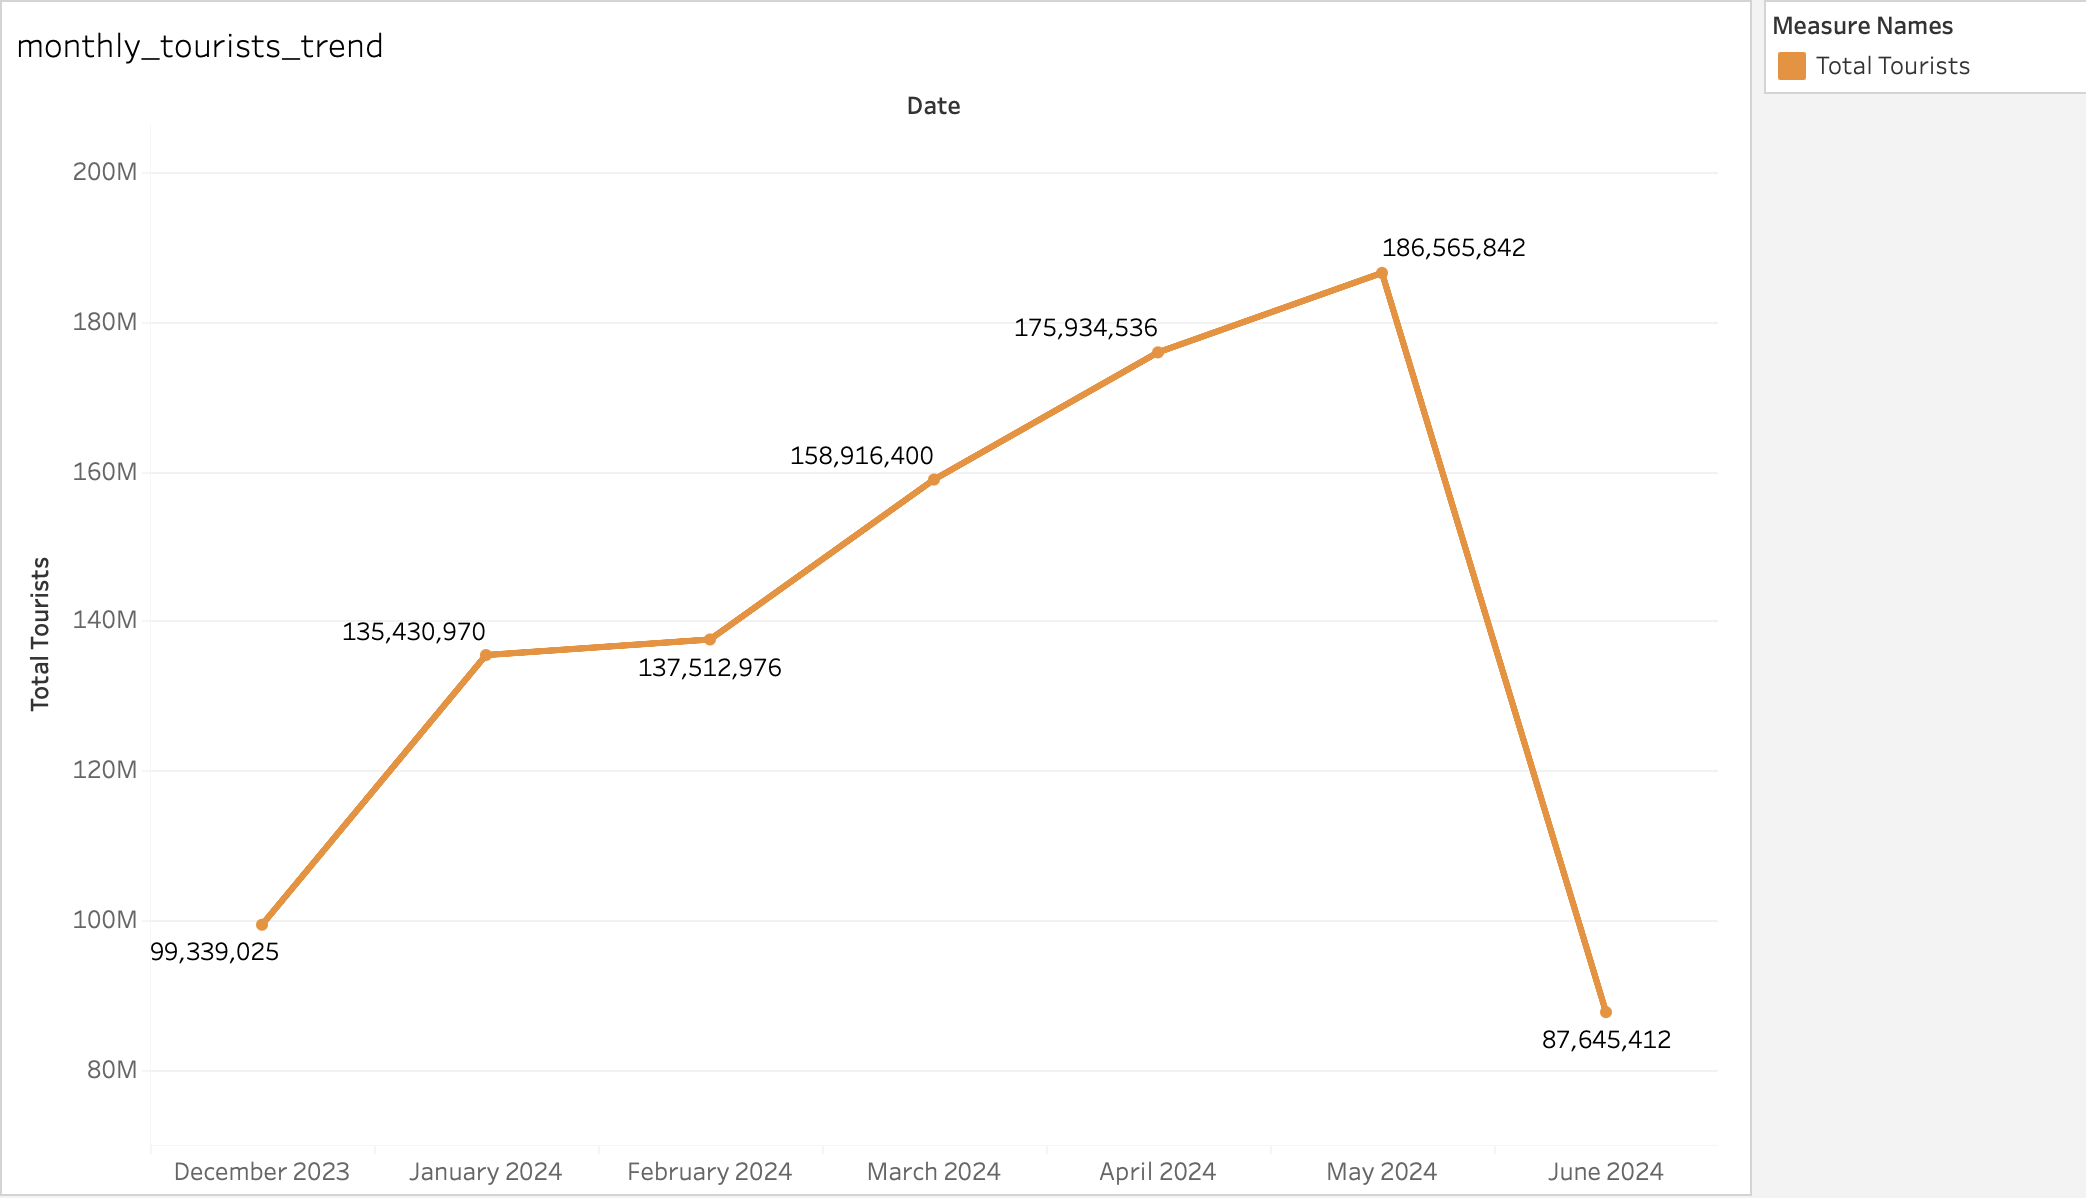 monthly_tourists_trend
Measure Names
Total Tourists
Date
200M
186,565,842
180M
175,934,536
160M
158,916,400
140M
135,430,970
137,512,976
Total Tourists
120M
100M
99,339,025
87,645,412
80M
December 2023
January 2024
February 2024
March 2024
April 2024
May 2024
June 2024